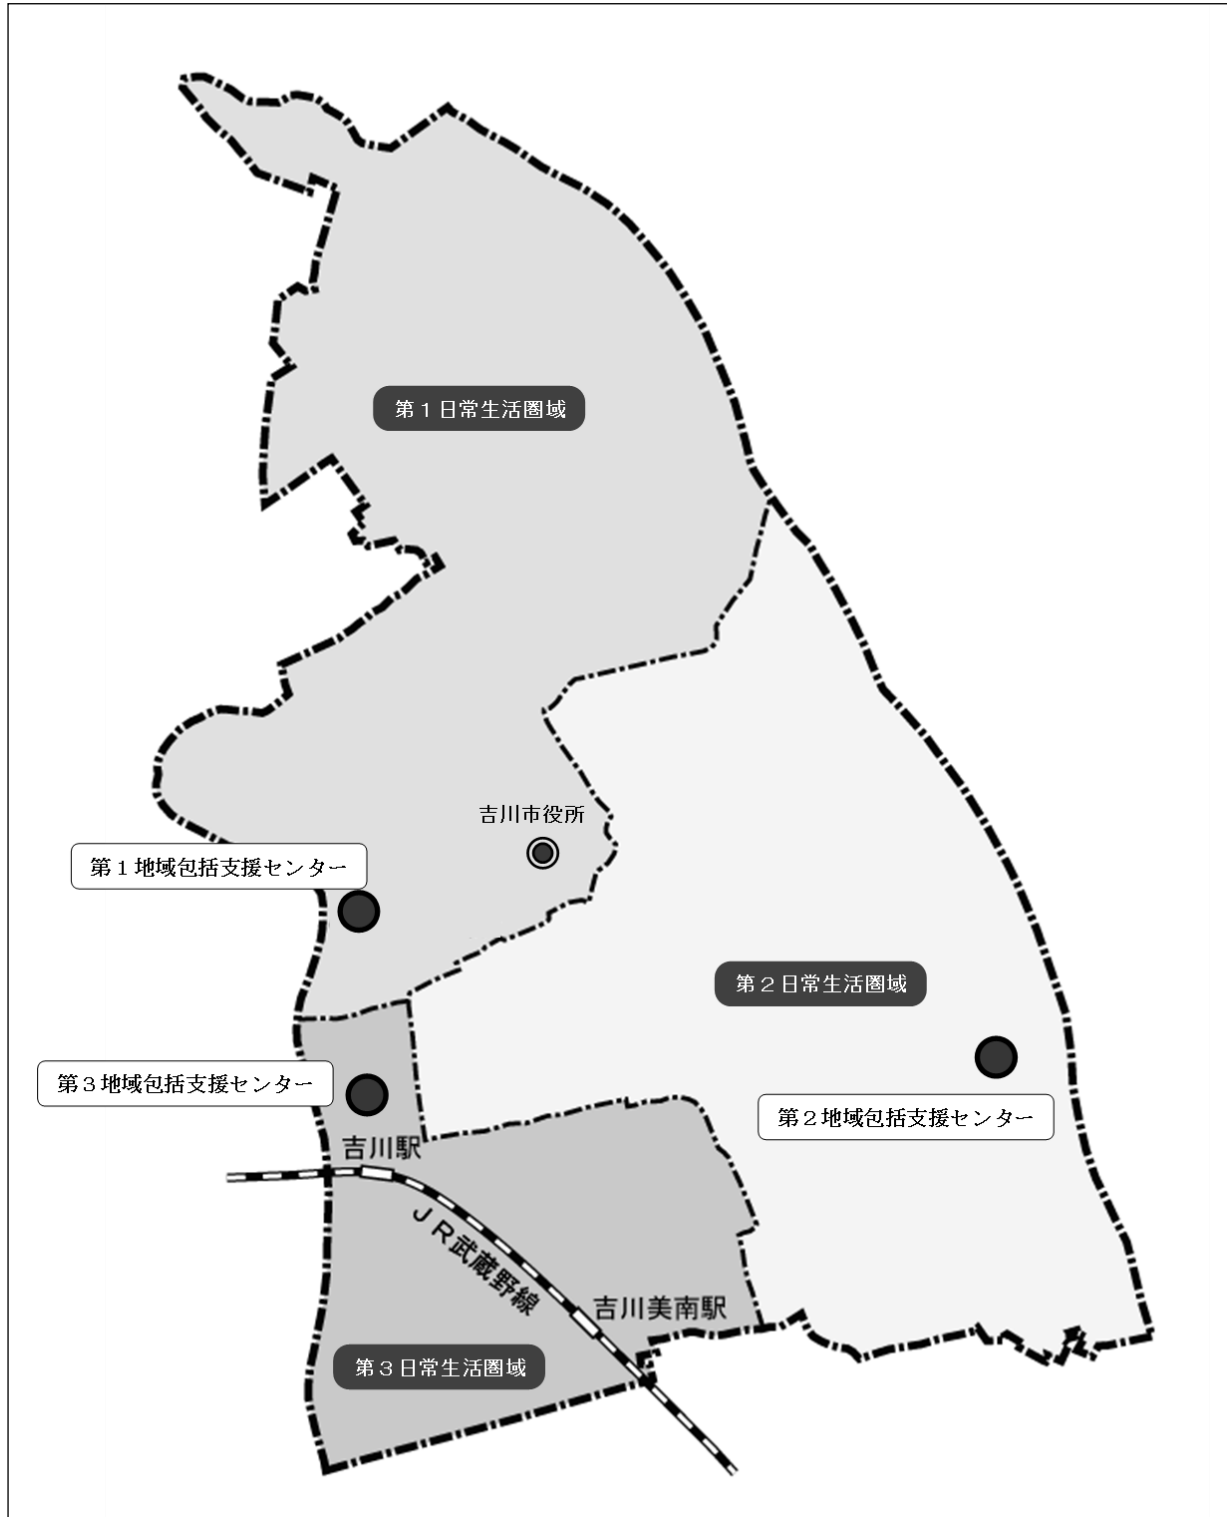 第１日常生活圏域
吉川市役所
第１地域包括支援センター
第２日常生活圏域
第３地域包括支援センター
第２地域包括支援センター
吉川駅
ＪＲ武蔵野線
吉川美南駅
第３日常生活圏域